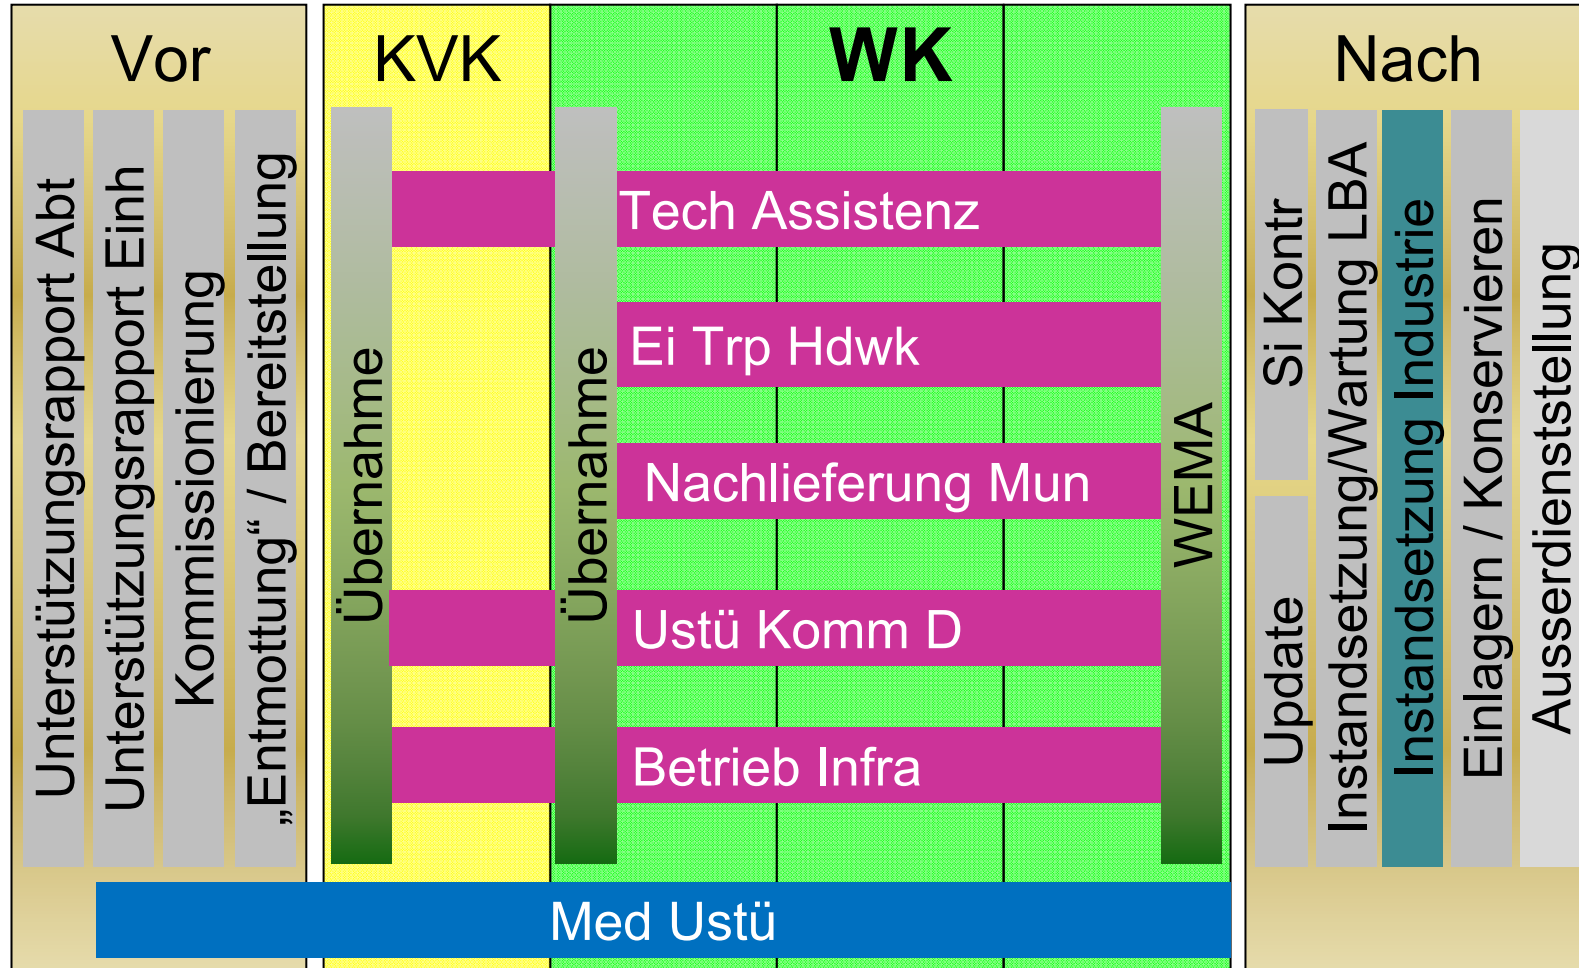 Vor
Unterstützungsrapport Abt
Unterstützungsrapport Einh
Kommissionierung
„Entmottung“ / Bereitstellung
KVK
WK
Übernahme
Übernahme
Tech Assistenz
Ei Trp Hdwk
Nachlieferung Mun
Ustü Komm D
Betrieb Infra
WEMA
Med Ustü
Nach
Si Kontr
Update
Instandsetzung/Wartung LBA
Instandsetzung Industrie
Einlagern / Konservieren
Ausserdienststellung